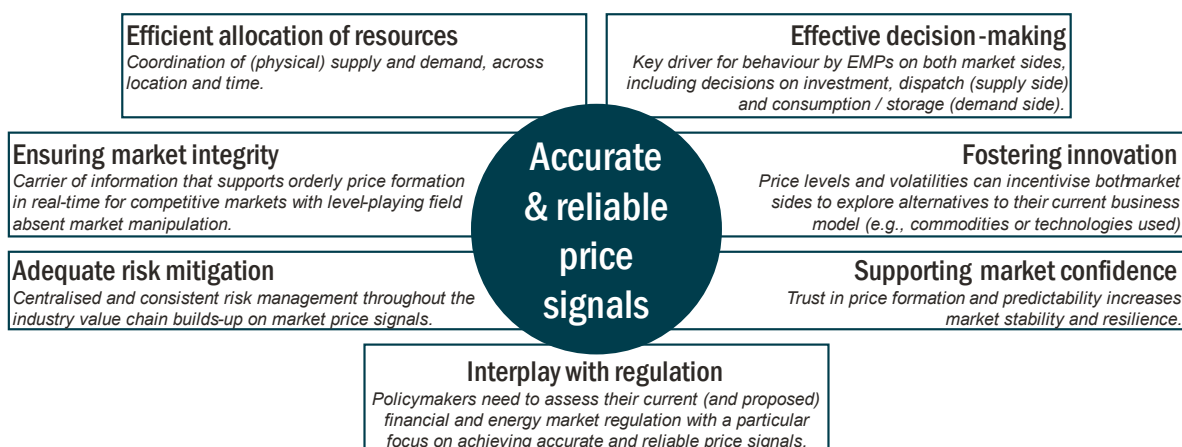 Efficient allocation of resources
Coordination of (physical) supply and demand, across
location and time.
Effective decision-making
Key driver for behaviour by EMPs on both market sides,
including decisions on investment, dispatch (supply side)
and consumption / storage (demand side).
Ensuring market integrity
Carrier of information that supports orderly price formation
in real-time for competitive markets with level-playing field
absent market manipulation.
Accurate
& reliable
price
signals
Fostering innovation
Price levels and volatilities can incentivise both market
sides to explore alternatives to their current business
model (e.g., commodities or technologies used)
Adequate risk mitigation
Centralised and consistent risk management throughout the
industry value chain builds-up on market price signals.
Supporting market confidence
Trust in price formation and predictability increases
market stability and resilience.
Interplay with regulation
Policymakers need to assess their current (and proposed)
financial and energy market regulation with a particular
focus on achieving accurate and reliable price signals.